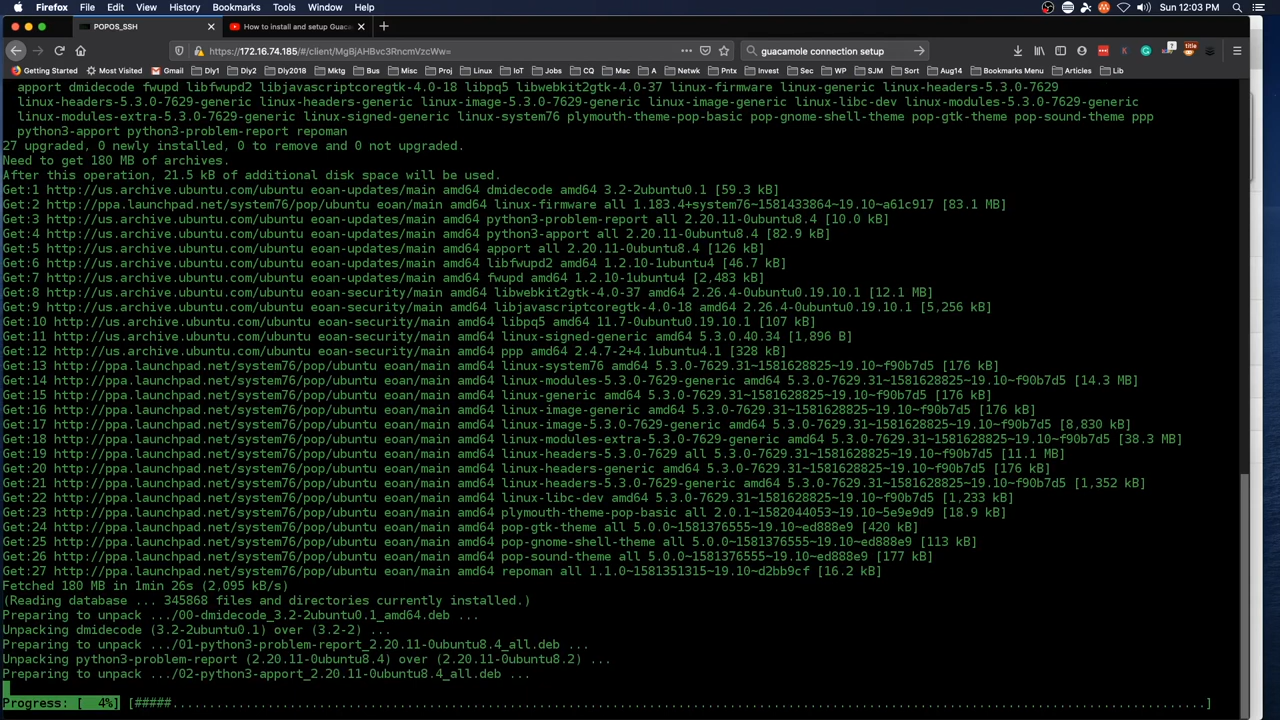 Firefox File Edit View History Bookmarks Tools Window Help Sun 12:03 PM
POPOS_SSH How to install and setup Guac
https://172.16.74.185/#/client/MgBjAHBvc3RncmVzcWw= guacamole connection setup
Getting Started Most Visited Gmail Dly1 Dly2 Dly2018 Mktg Bus Misc Proj Linux IoT Jobs CQ Mac A Netwk Pntx Invest Sec WP SJM Sort Aug14 Bookmarks Menu Articles Lib
apport dmidecode fwupd libfwupd2 libjavascriptcoregtk-4.0-18 libpq5 libwebkit2gtk-4.0-37 linux-firmware linux-generic linux-headers-5.3.0-7629
linux-headers-5.3.0-7629-generic linux-headers-generic linux-image-5.3.0-7629-generic linux-image-generic linux-libc-dev linux-modules-5.3.0-7629-generic
linux-modules-extra-5.3.0-7629-generic linux-signed-generic linux-system76 plymouth-theme-pop-basic pop-gnome-shell-theme pop-gtk-theme pop-sound-theme ppp
python3-apport python3-problem-report repoman
27 upgraded, 0 newly installed, 0 to remove and 0 not upgraded.
Need to get 180 MB of archives.
After this operation, 21.5 kB of additional disk space will be used.
Get:1 http://us.archive.ubuntu.com/ubuntu eoan-updates/main amd64 dmidecode amd64 3.2-2ubuntu0.1 [59.3 kB]
Get:2 http://ppa.launchpad.net/system76/pop/ubuntu eoan/main amd64 linux-firmware all 1.183.4+system76~1581433864~19.10~a61c917 [83.1 MB]
Get:3 http://us.archive.ubuntu.com/ubuntu eoan-updates/main amd64 python3-problem-report all 2.20.11-0ubuntu8.4 [10.0 kB]
Get:4 http://us.archive.ubuntu.com/ubuntu eoan-updates/main amd64 python3-apport all 2.20.11-0ubuntu8.4 [82.9 kB]
Get:5 http://us.archive.ubuntu.com/ubuntu eoan-updates/main amd64 apport all 2.20.11-0ubuntu8.4 [126 kB]
Get:6 http://us.archive.ubuntu.com/ubuntu eoan-updates/main amd64 libfwupd2 amd64 1.2.10-1ubuntu4 [46.7 kB]
Get:7 http://us.archive.ubuntu.com/ubuntu eoan-updates/main amd64 fwupd amd64 1.2.10-1ubuntu4 [2,483 kB]
Get:8 http://us.archive.ubuntu.com/ubuntu eoan-security/main amd64 libwebkit2gtk-4.0-37 amd64 2.26.4-0ubuntu0.19.10.1 [12.1 MB]
Get:9 http://us.archive.ubuntu.com/ubuntu eoan-security/main amd64 libjavascriptcoregtk-4.0-18 amd64 2.26.4-0ubuntu0.19.10.1 [5,256 kB]
Get:10 http://us.archive.ubuntu.com/ubuntu eoan-security/main amd64 libpq5 amd64 11.7-0ubuntu0.19.10.1 [107 kB]
Get:11 http://us.archive.ubuntu.com/ubuntu eoan-security/main amd64 linux-signed-generic amd64 5.3.0.40.34 [1,896 B]
Get:12 http://us.archive.ubuntu.com/ubuntu eoan-security/main amd64 ppp amd64 2.4.7-2+4.1ubuntu4.1 [328 kB]
Get:13 http://ppa.launchpad.net/system76/pop/ubuntu eoan/main amd64 linux-system76 amd64 5.3.0-7629.31~1581628825~19.10~f90b7d5 [176 kB]
Get:14 http://ppa.launchpad.net/system76/pop/ubuntu eoan/main amd64 linux-modules-5.3.0-7629-generic amd64 5.3.0-7629.31~1581628825~19.10~f90b7d5 [14.3 MB]
Get:15 http://ppa.launchpad.net/system76/pop/ubuntu eoan/main amd64 linux-generic amd64 5.3.0-7629.31~1581628825~19.10~f90b7d5 [176 kB]
Get:16 http://ppa.launchpad.net/system76/pop/ubuntu eoan/main amd64 linux-image-generic amd64 5.3.0-7629.31~1581628825~19.10~f90b7d5 [176 kB]
Get:17 http://ppa.launchpad.net/system76/pop/ubuntu eoan/main amd64 linux-image-5.3.0-7629-generic amd64 5.3.0-7629.31~1581628825~19.10~f90b7d5 [8,830 kB]
Get:18 http://ppa.launchpad.net/system76/pop/ubuntu eoan/main amd64 linux-modules-extra-5.3.0-7629-generic amd64 5.3.0-7629.31~1581628825~19.10~f90b7d5 [38.3 MB]
Get:19 http://ppa.launchpad.net/system76/pop/ubuntu eoan/main amd64 linux-headers-5.3.0-7629 all 5.3.0-7629.31~1581628825~19.10~f90b7d5 [11.1 MB]
Get:20 http://ppa.launchpad.net/system76/pop/ubuntu eoan/main amd64 linux-headers-generic amd64 5.3.0-7629.31~1581628825~19.10~f90b7d5 [176 kB]
Get:21 http://ppa.launchpad.net/system76/pop/ubuntu eoan/main amd64 linux-headers-5.3.0-7629-generic amd64 5.3.0-7629.31~1581628825~19.10~f90b7d5 [1,352 kB]
Get:22 http://ppa.launchpad.net/system76/pop/ubuntu eoan/main amd64 linux-libc-dev amd64 5.3.0-7629.31~1581628825~19.10~f90b7d5 [1,233 kB]
Get:23 http://ppa.launchpad.net/system76/pop/ubuntu eoan/main amd64 plymouth-theme-pop-basic all 2.0.1~1582044053~19.10~5e9e9d9 [18.9 kB]
Get:24 http://ppa.launchpad.net/system76/pop/ubuntu eoan/main amd64 pop-gtk-theme all 5.0.0~1581376555~19.10~ed888e9 [420 kB]
Get:25 http://ppa.launchpad.net/system76/pop/ubuntu eoan/main amd64 pop-gnome-shell-theme all 5.0.0~1581376555~19.10~ed888e9 [113 kB]
Get:26 http://ppa.launchpad.net/system76/pop/ubuntu eoan/main amd64 pop-sound-theme all 5.0.0~1581376555~19.10~ed888e9 [177 kB]
Get:27 http://ppa.launchpad.net/system76/pop/ubuntu eoan/main amd64 repoman all 1.1.0~1581351315~19.10~d2bb9cf [16.2 kB]
Fetched 180 MB in 1min 26s (2,095 kB/s)
(Reading database ... 345868 files and directories currently installed.)
Preparing to unpack .../00-dmidecode_3.2-2ubuntu0.1_amd64.deb ...
Unpacking dmidecode (3.2-2ubuntu0.1) over (3.2-2) ...
Preparing to unpack .../01-python3-problem-report_2.20.11-0ubuntu8.4_all.deb ...
Unpacking python3-problem-report (2.20.11-0ubuntu8.4) over (2.20.11-0ubuntu8.2) ...
Preparing to unpack .../02-python3-apport_2.20.11-0ubuntu8.4_all.deb ...
Progress: [ 4%] [#####..............................................................................................................................................]